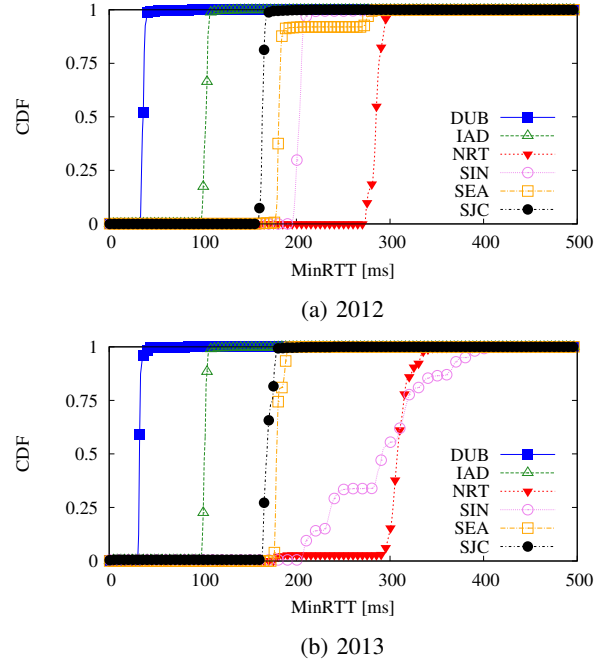 1
0.75
0.5
0.25
0
CDF
DUB
IAD
NRT
SIN
SEA
SJC
0 100 200 300 400 500
MinRTT [ms]
(a) 2012
1
0.75
0.5
0.25
0
CDF
DUB
IAD
NRT
SIN
SEA
SJC
0 100 200 300 400 500
MinRTT [ms]
(b) 2013